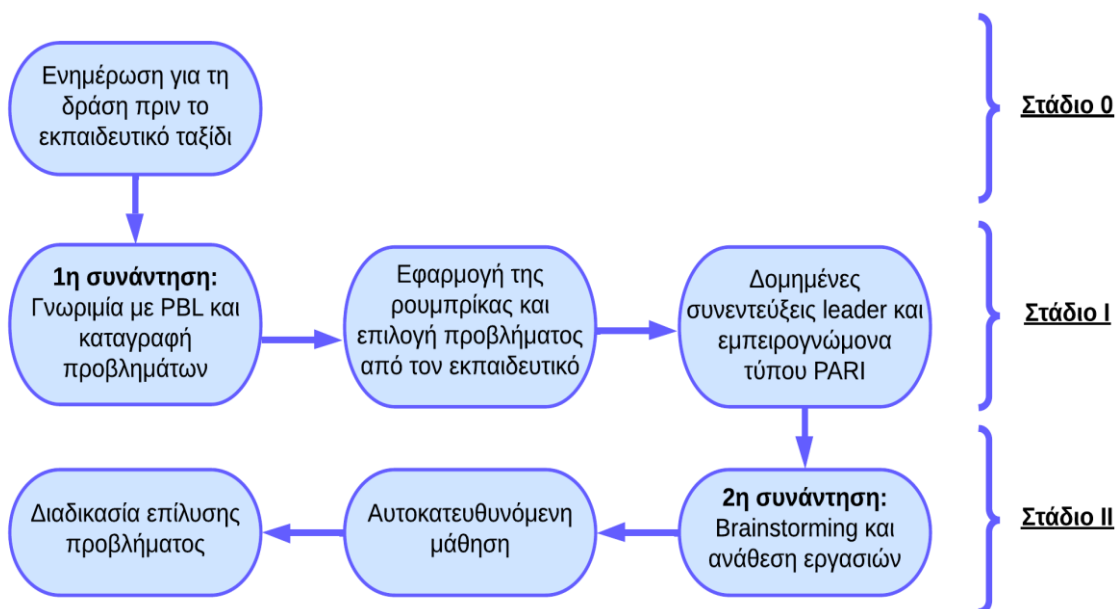 Ενημέρωση για τη
δράση πριν το
εκπαιδευτικό ταξίδι
Στάδιο 0
1η συνάντηση:
Γνωριμία με PBL και
καταγραφή
προβλημάτων
Εφαρμογή της
ρουμπρίκας και
επιλογή προβλήματος
από τον εκπαιδευτικό
Δομημένες
συνεντεύξεις leader και
εμπειρογνώμονα
τύπου PARI
Στάδιο I
2η συνάντηση:
Brainstorming και
ανάθεση εργασιών
Αυτοκατευθυνόμενη
μάθηση
Διαδικασία επίλυσης
προβλήματος
Στάδιο II